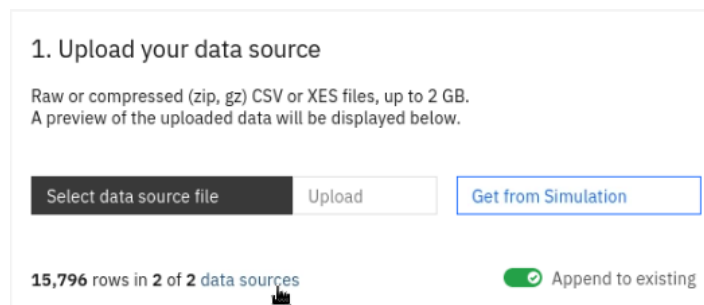 1. Upload your data source
Raw or compressed (zip, gz) CSV or XES files, up to 2 GB.
A preview of the uploaded data will be displayed below.
Select data source file
Upload
Get from Simulation
15,796 rows in 2 of 2 data sources
Append to existing